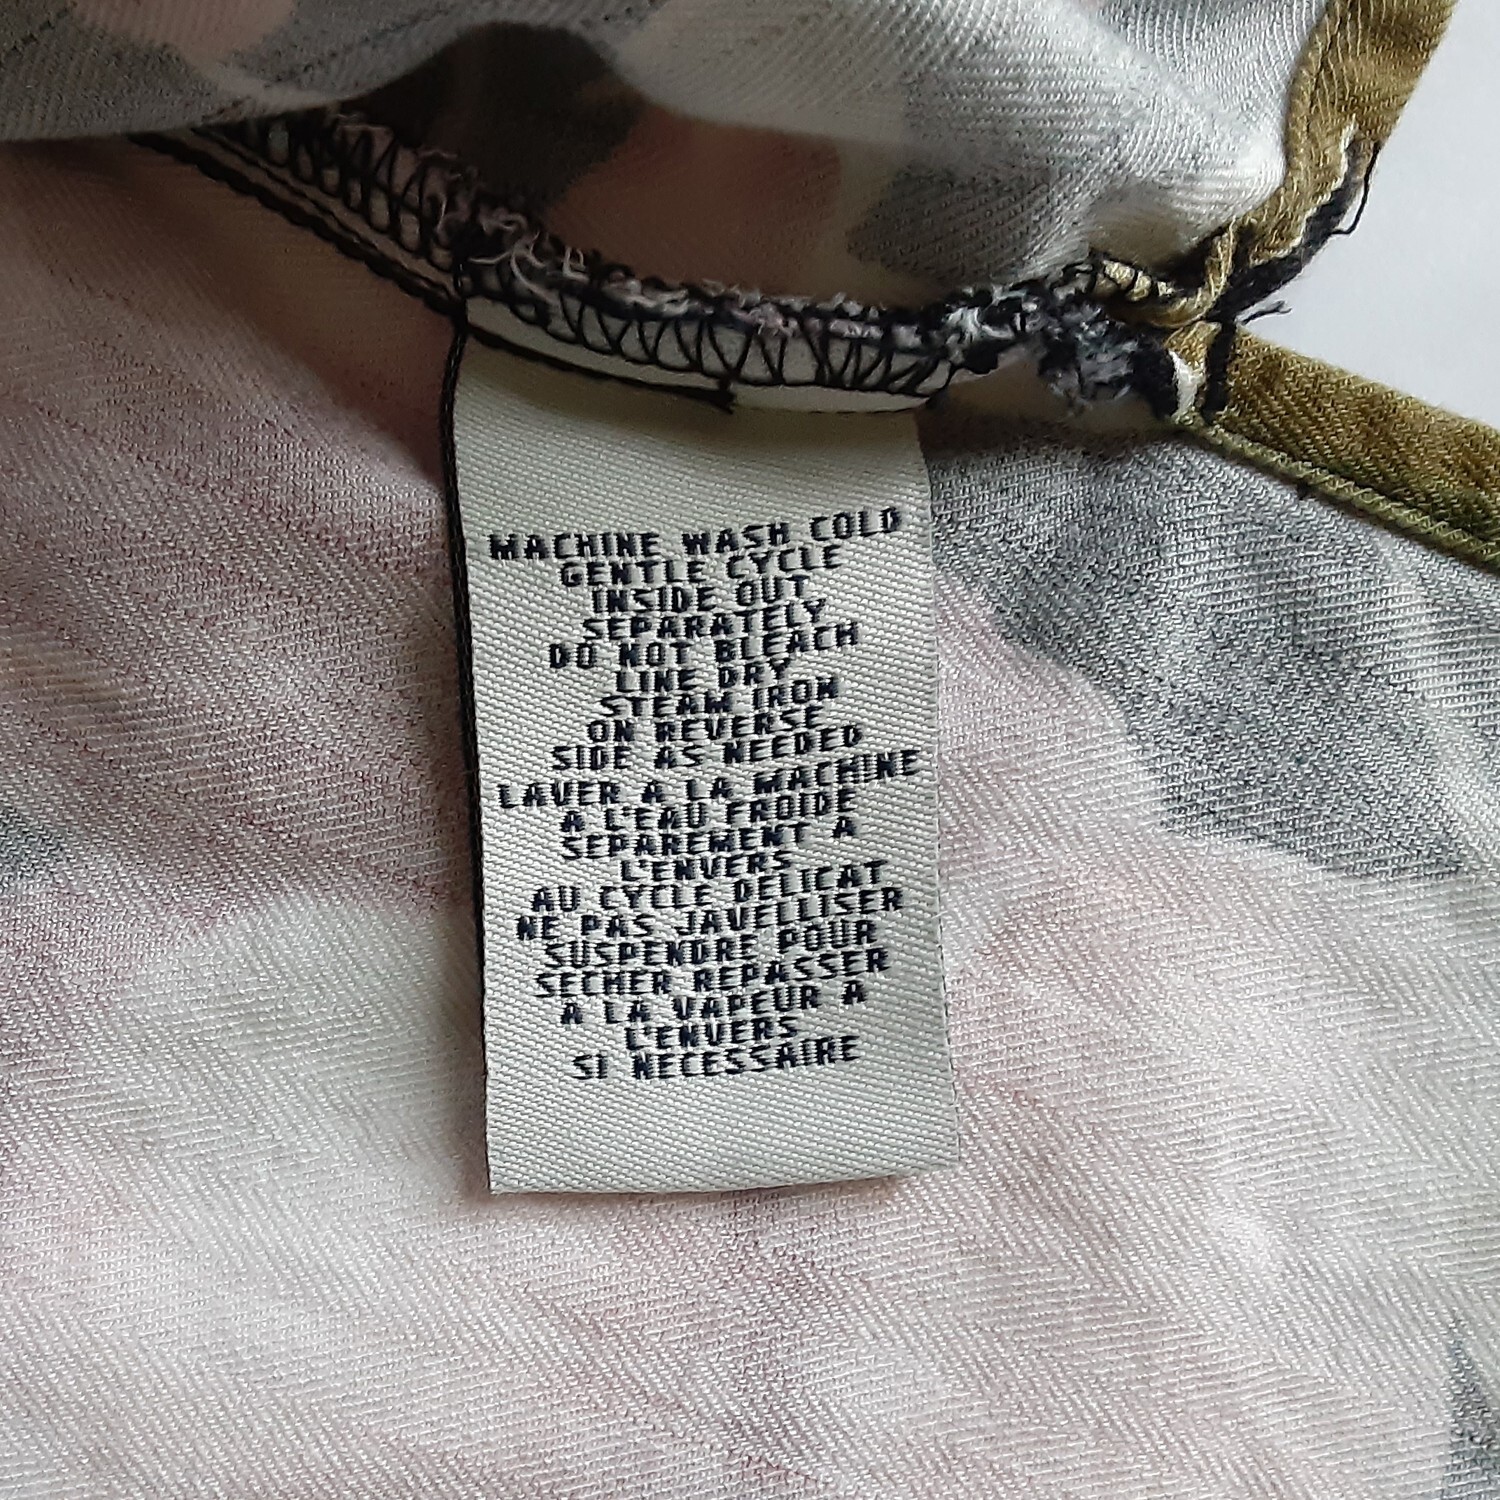 MACHINE WASH COLD
GENTLE CYCLE
INSIDE OUT
SEPARATELY
DO NOT BLEACH
LINE DRY
STEAM IRON
ON REVERSE
SIDE AS NEEDED
LAVER A LA MACHINE
A L'EAU FROIDE
SEPAREMENT A
L'ENVERS
AU CYCLE DELICAT
NE PAS JAVELLISER
SUSPENDRE POUR
SECHER REPASSER
A LA VAPEUR A
L'ENVERS
SI NECESSAIRE